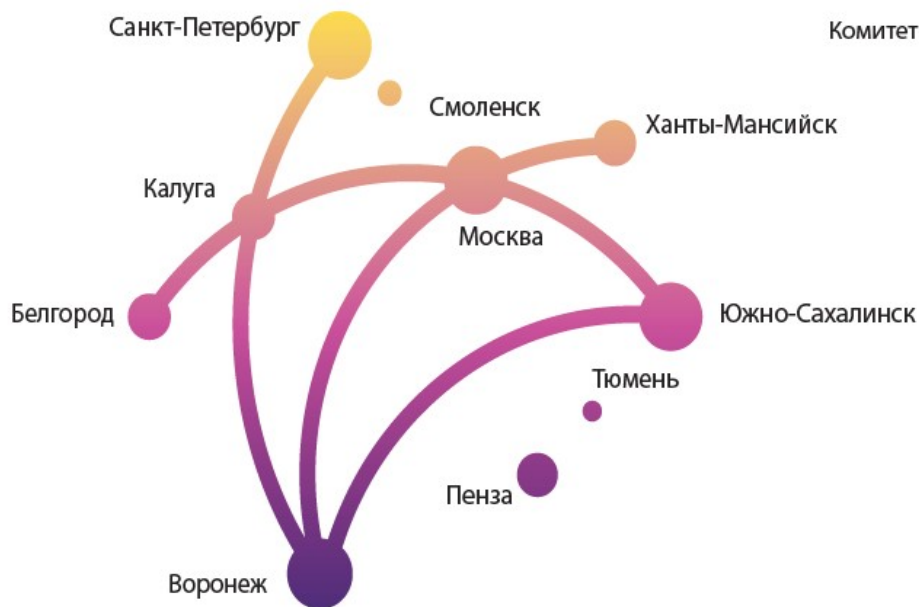 Санкт-Петербург
Комитет
Смоленск
Ханты-Мансийск
Калуга
Москва
Белгород
Южно-Сахалинск
Тюмень
Пенза
Воронеж